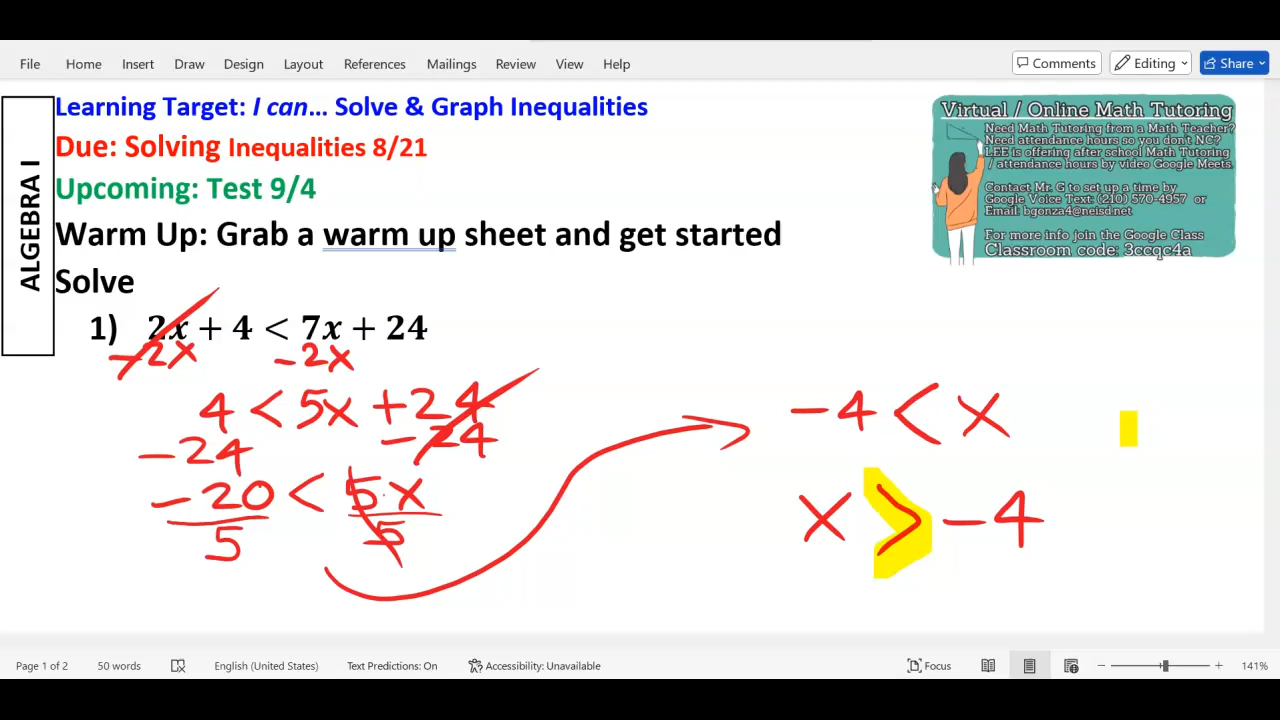 File Home Insert Draw Design Layout References Mailings Review View Help Comments Editing Share
ALGEBRA I
Learning Target: I can... Solve & Graph Inequalities
Due: Solving Inequalities 8/21
Upcoming: Test 9/4
Warm Up: Grab a warm up sheet and get started
Solve
1) 2x + 4 < 7x + 24
-2x -2x
4 < 5x + 24
-24 -24
-20 < 5·x
5 5
-4 < x
x > -4
Virtual / Online Math Tutoring
Need Math Tutoring from a Math Teacher?
Need attendance hours so you don't NC?
LEE is offering after school Math Tutoring
/ attendance hours by video Google Meets.
Contact Mr. G to set up a time by
Google Voice Text: (210) 570-4957 or
Email: bgonza4@neisd.net
For more info join the Google Class
Classroom code: 3ccqc4a
Page 1 of 2 50 words English (United States) Text Predictions: On Accessibility: Unavailable Focus 141%